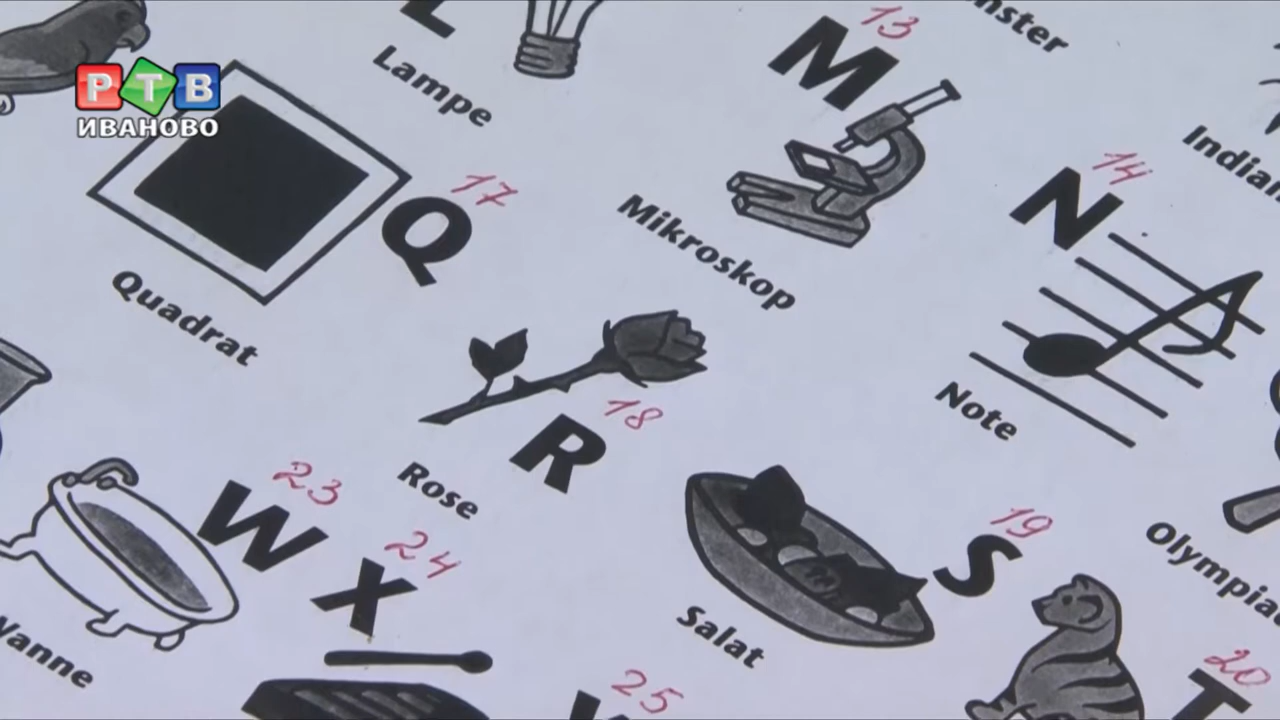 РТВ
ИВАНОВО
L
Lampe
13
M
Mikroskop
14
N
Note
Indian
17
Q
Quadrat
18
R
Rose
19
S
Salat
Olympia
20
T
23
W
Wanne
24
X
25